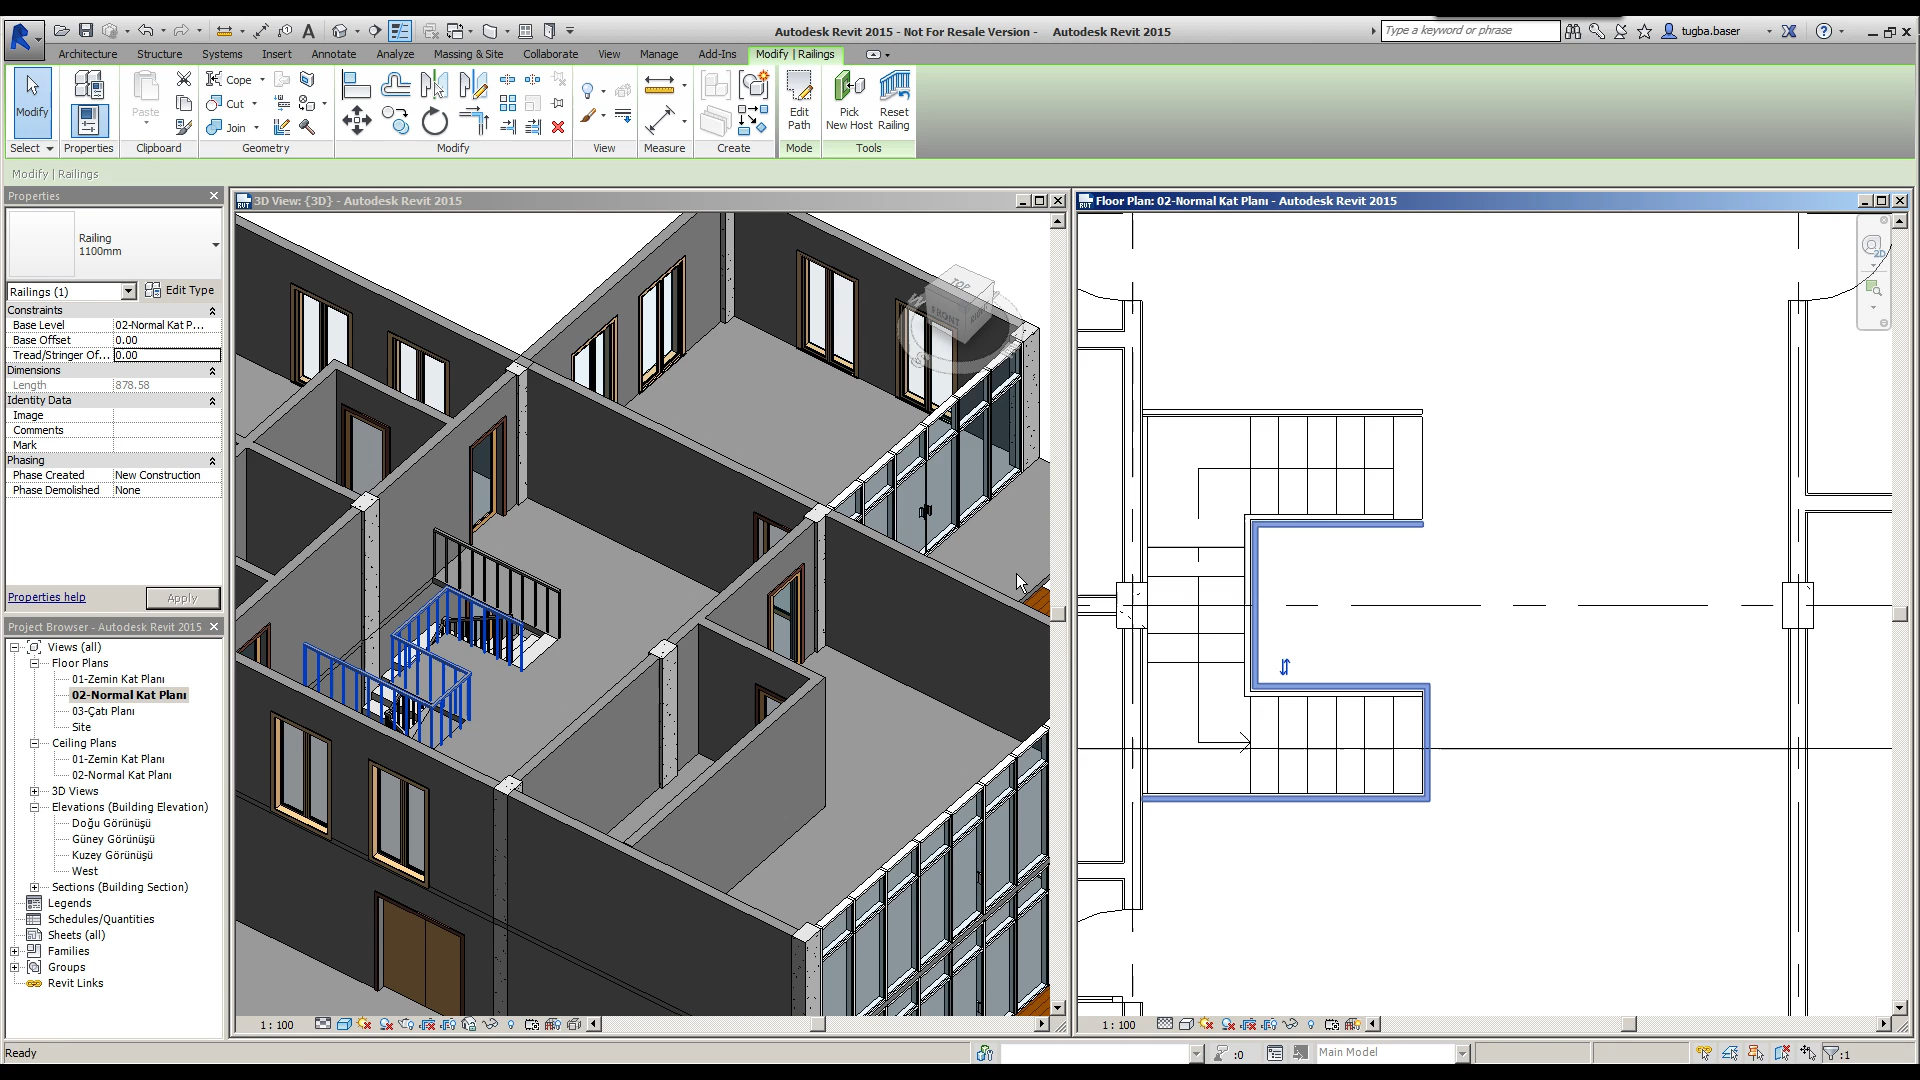 Autodesk Revit 2015 - Not For Resale Version -    Autodesk Revit 2015
Type a keyword or phrase
tugba.baser
Architecture Structure Systems Insert Annotate Analyze Massing & Site Collaborate View Manage Add-Ins Modify | Railings
Modify
Paste
Cope
Cut
Join
Edit Path
Pick New Host
Reset Railing
Select Properties Clipboard Geometry Modify View Measure Create Mode Tools
Modify | Railings
Properties
Railing
1100mm
Railings (1)
Edit Type
Constraints
Base Level 02-Normal Kat P...
Base Offset 0.00
Tread/Stringer Of... 0.00
Dimensions
Length 878.58
Identity Data
Image
Comments
Mark
Phasing
Phase Created New Construction
Phase Demolished None
Properties help
Apply
Project Browser - Autodesk Revit 2015
Views (all)
Floor Plans
01-Zemin Kat Planı
02-Normal Kat Planı
03-Çatı Planı
Site
Ceiling Plans
01-Zemin Kat Planı
02-Normal Kat Planı
3D Views
Elevations (Building Elevation)
Doğu Görünüşü
Güney Görünüşü
Kuzey Görünüşü
West
Sections (Building Section)
Legends
Schedules/Quantities
Sheets (all)
Families
Groups
Revit Links
3D View: {3D} - Autodesk Revit 2015
TOP
FRONT
RIGHT
W
S
1 : 100
Floor Plan: 02-Normal Kat Planı - Autodesk Revit 2015
2D
1 : 100
Ready
:0
Main Model
:1